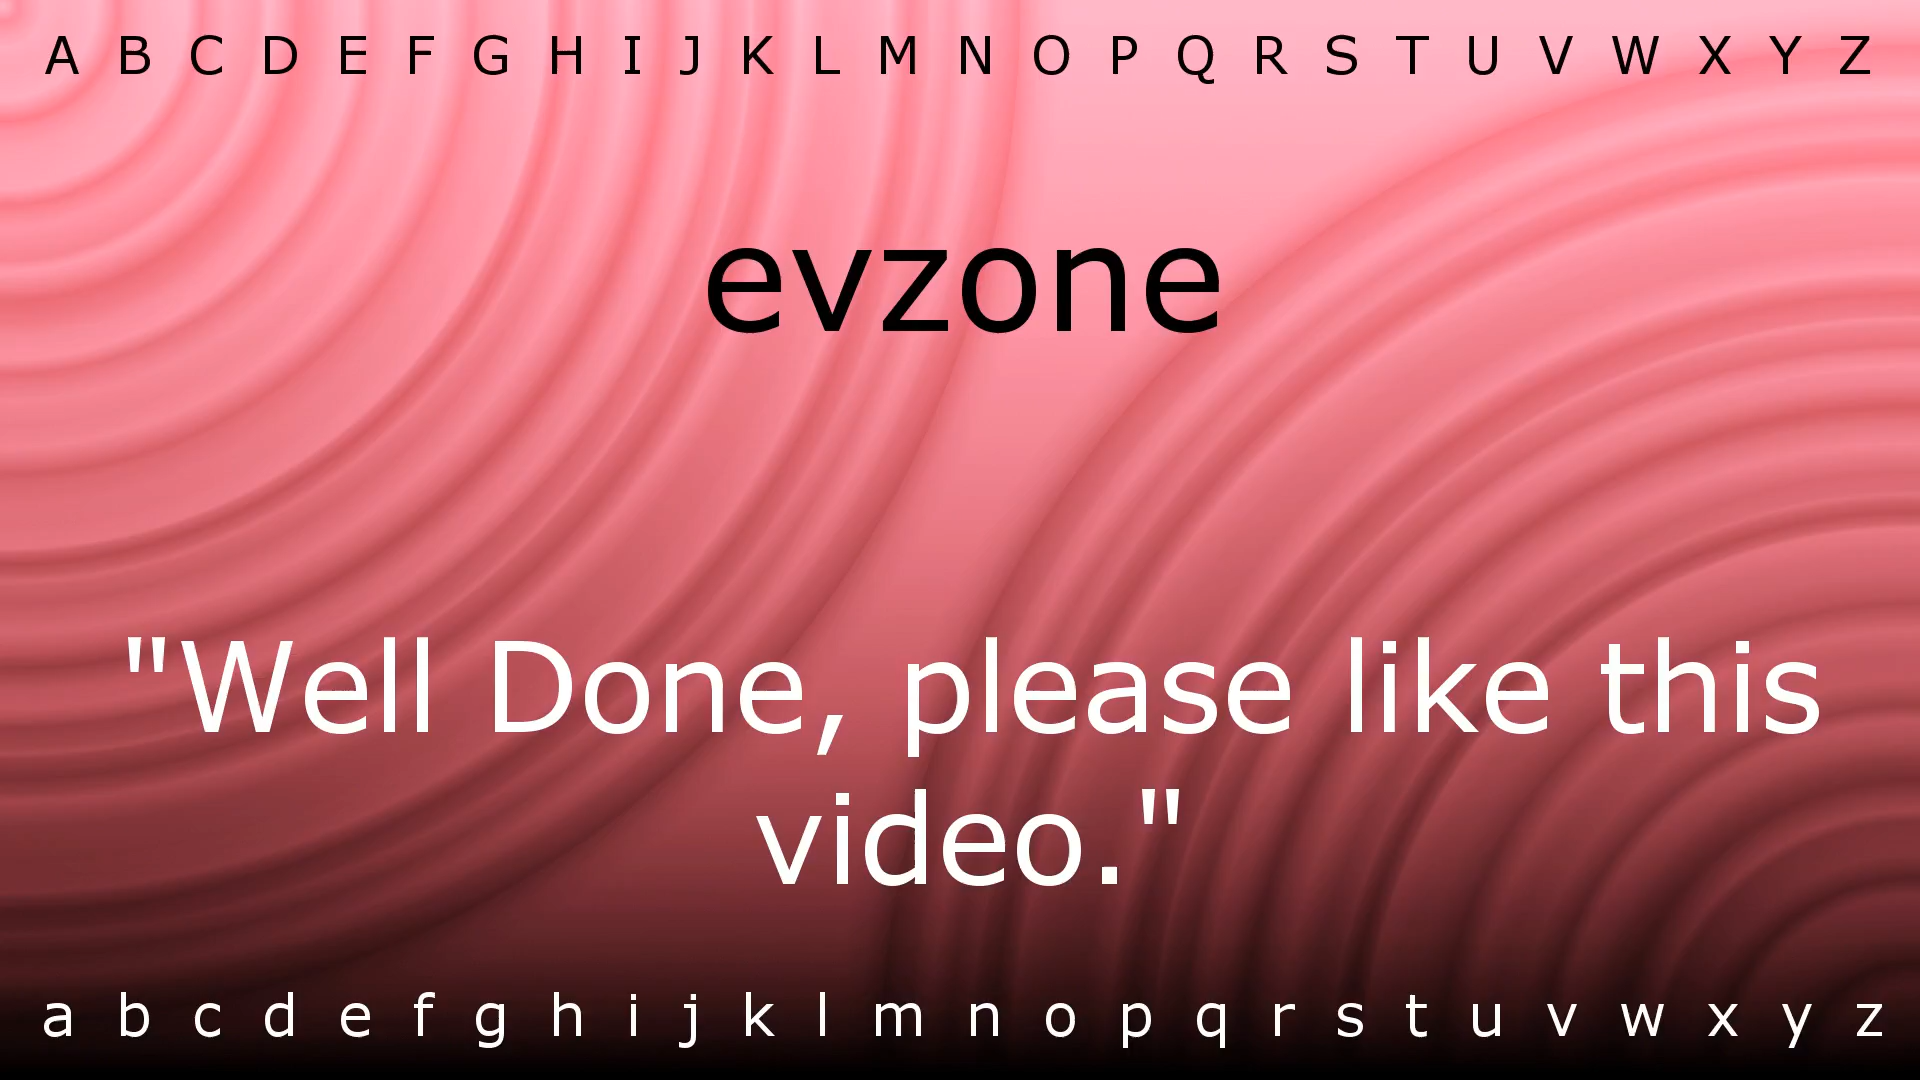 A B C D E F G H I J K L M N O P Q R S T U V W X Y Z
evzone
"Well Done, please like this
video."
a b c d e f g h i j k l m n o p q r s t u v w x y z